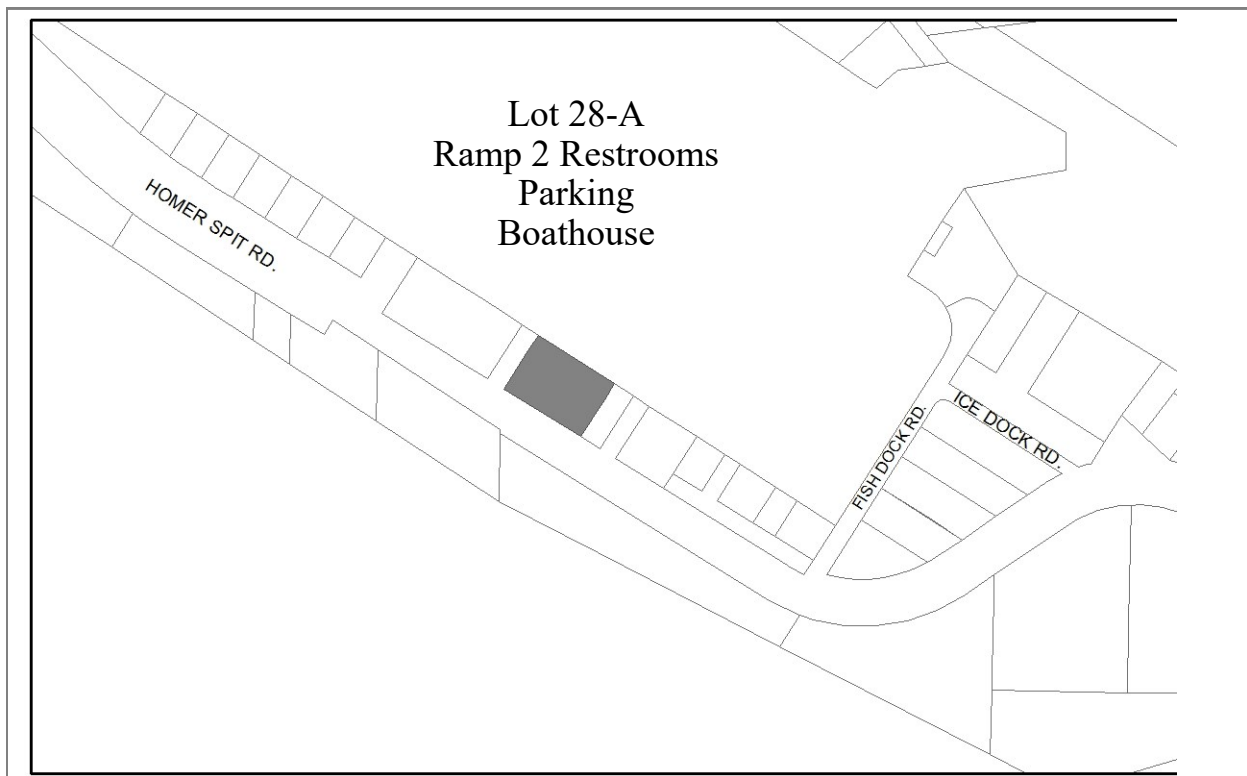 Lot 28-A
Ramp 2 Restrooms
Parking
Boathouse
HOMER SPIT RD.
FISH DOCK RD.
ICE DOCK RD.